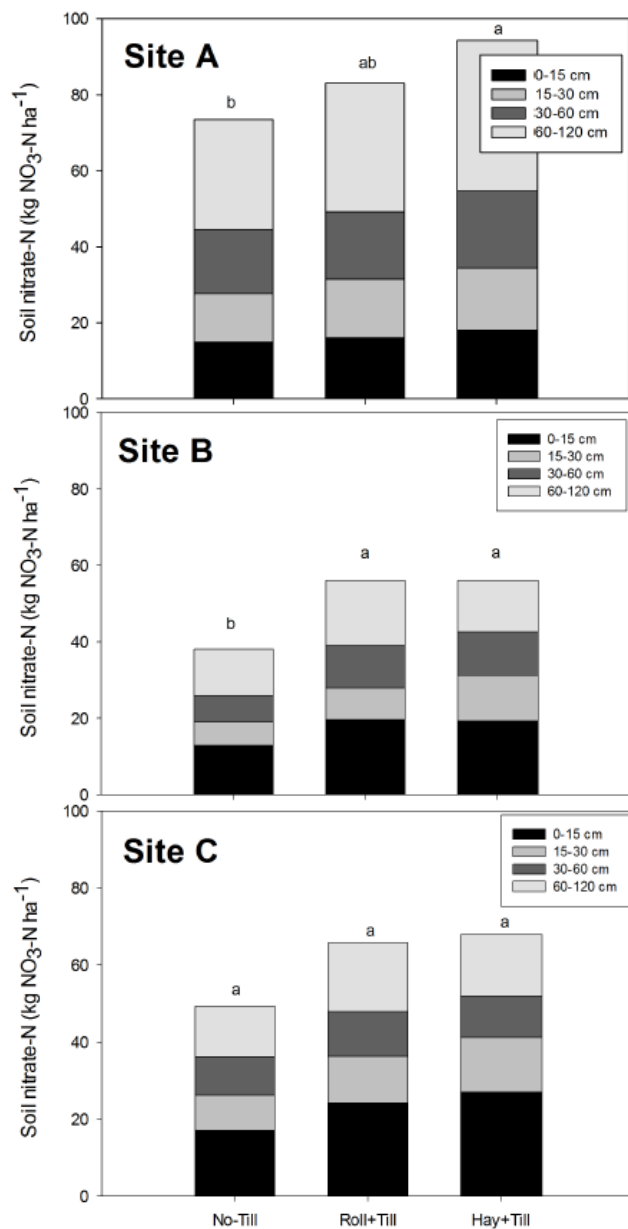 Site A
Soil nitrate-N (kg NO₃-N ha⁻¹)
100
80
60
40
20
0
b
ab
a
0-15 cm
15-30 cm
30-60 cm
60-120 cm
Site B
Soil nitrate-N (kg NO₃-N ha⁻¹)
100
80
60
40
20
0
b
a
a
0-15 cm
15-30 cm
30-60 cm
60-120 cm
Site C
Soil nitrate-N (kg NO₃-N ha⁻¹)
100
80
60
40
20
0
a
a
a
0-15 cm
15-30 cm
30-60 cm
60-120 cm
No-Till Roll+Till Hay+Till